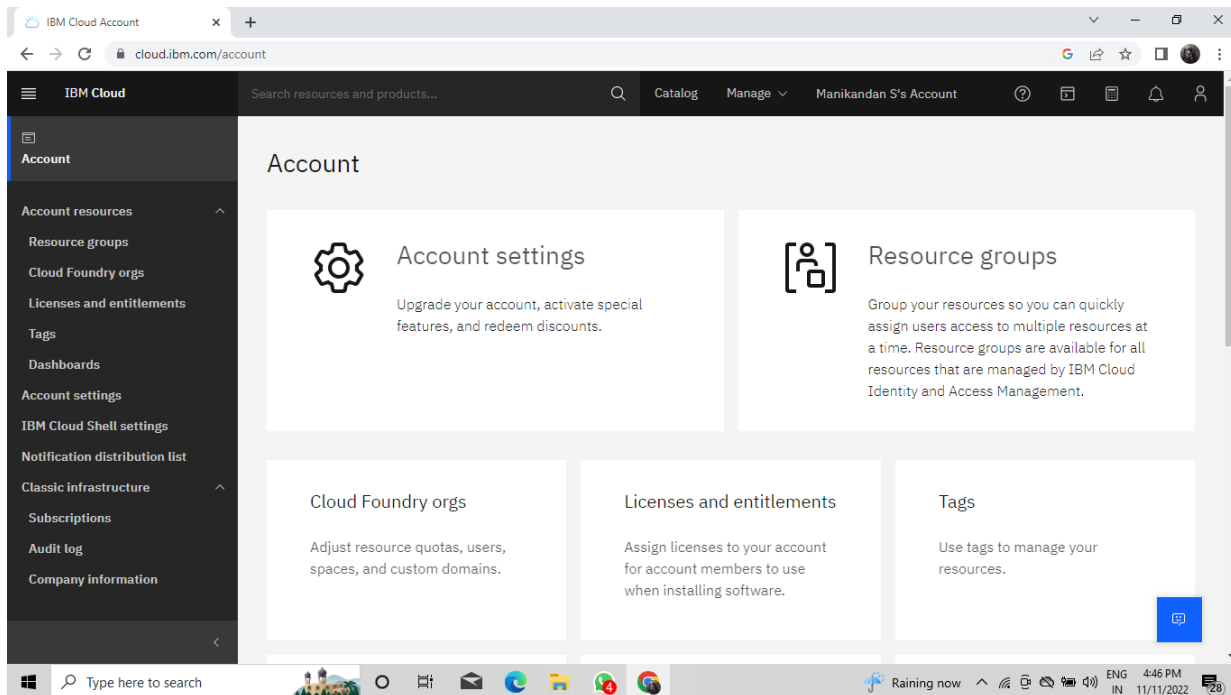 IBM Cloud Account
cloud.ibm.com/account
IBM Cloud
Search resources and products...
Catalog
Manage
Manikandan S's Account
Account
Account resources
Resource groups
Cloud Foundry orgs
Licenses and entitlements
Tags
Dashboards
Account settings
IBM Cloud Shell settings
Notification distribution list
Classic infrastructure
Subscriptions
Audit log
Company information
Account
Account settings
Upgrade your account, activate special
features, and redeem discounts.
Resource groups
Group your resources so you can quickly
assign users access to multiple resources at
a time. Resource groups are available for all
resources that are managed by IBM Cloud
Identity and Access Management.
Cloud Foundry orgs
Adjust resource quotas, users,
spaces, and custom domains.
Licenses and entitlements
Assign licenses to your account
for account members to use
when installing software.
Tags
Use tags to manage your
resources.
Type here to search
4
Raining now
ENG
IN
4:46 PM
11/11/2022
28